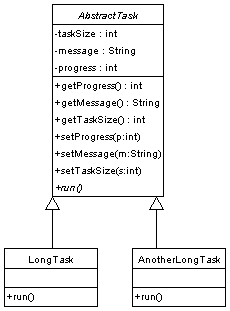 AbstractTask
-taskSize : int
-message : String
-progress : int
+getProgress() : int
+getMessage() : String
+getTaskSize() : int
+setProgress(p:int)
+setMessage(m:String)
+setTaskSize(s:int)
+run()
LongTask
+run()
AnotherLongTask
+run()